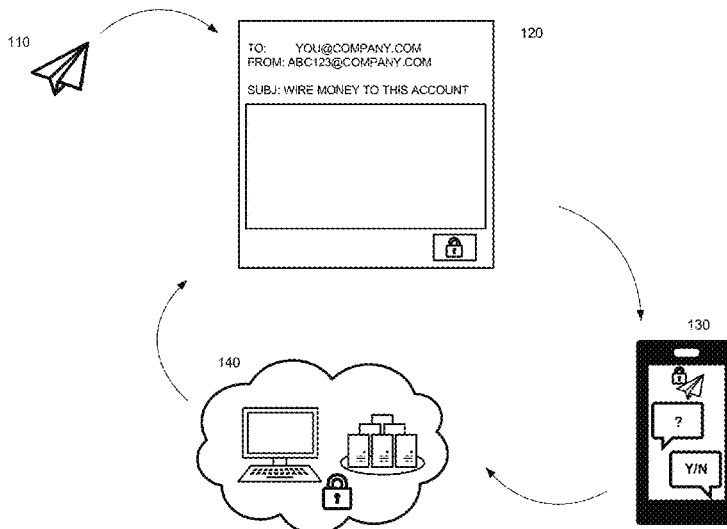 110
120
TO: YOU@COMPANY.COM
FROM: ABC123@COMPANY.COM
SUBJ: WIRE MONEY TO THIS ACCOUNT
130
?
Y/N
140